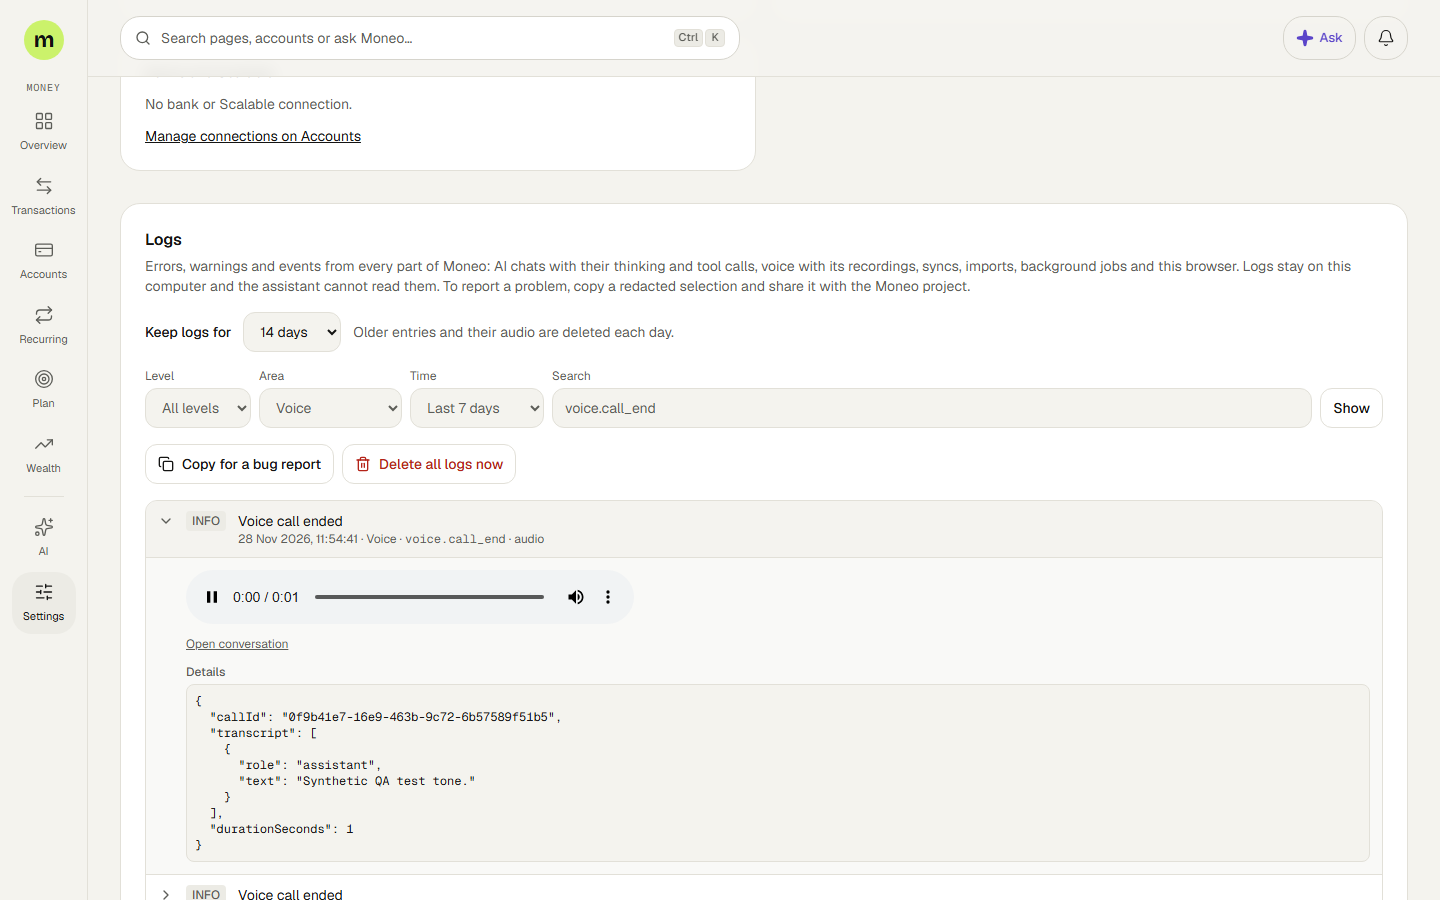 m
Search pages, accounts or ask Moneo...
Ctrl K
Ask
MONEY
Overview
Transactions
Accounts
Recurring
Plan
Wealth
AI
Settings
No bank or Scalable connection.
Manage connections on Accounts
Logs
Errors, warnings and events from every part of Moneo: AI chats with their thinking and tool calls, voice with its recordings, syncs, imports, background jobs and this browser. Logs stay on this
computer and the assistant cannot read them. To report a problem, copy a redacted selection and share it with the Moneo project.
Keep logs for 14 days Older entries and their audio are deleted each day.
Level Area Time Search
All levels Voice Last 7 days voice.call_end Show
Copy for a bug report Delete all logs now
INFO Voice call ended
28 Nov 2026, 11:54:41 · Voice · voice.call_end · audio
0:00 / 0:01
Open conversation
Details
{
"callId": "0f9b41e7-16e9-463b-9c72-6b57589f51b5",
"transcript": [
{
"role": "assistant",
"text": "Synthetic QA test tone."
}
],
"durationSeconds": 1
}
INFO Voice call ended